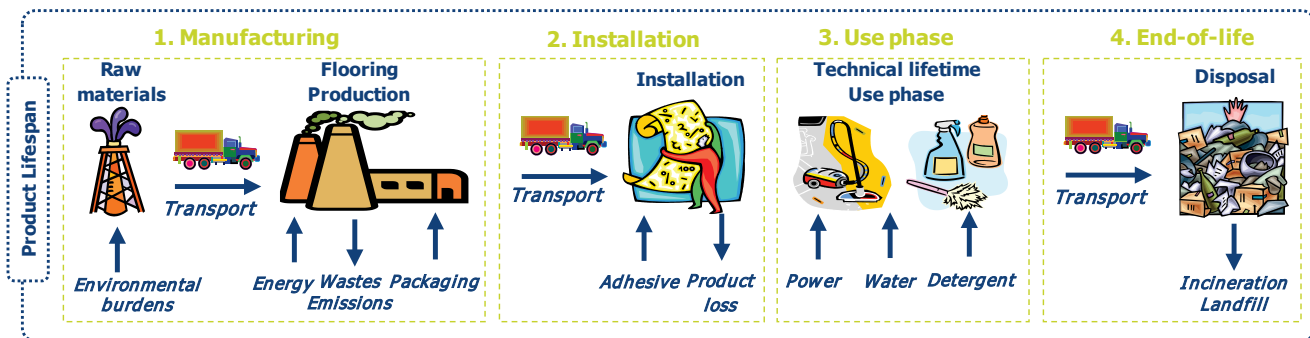 Product Lifespan
1. Manufacturing
Raw
materials
Flooring
Production
Transport
Environmental
burdens
Energy
Wastes
Emissions
Packaging
2. Installation
Installation
Transport
Adhesive
Product
loss
3. Use phase
Technical lifetime
Use phase
Power
Water
Detergent
4. End-of-life
Disposal
Transport
Incineration
Landfill